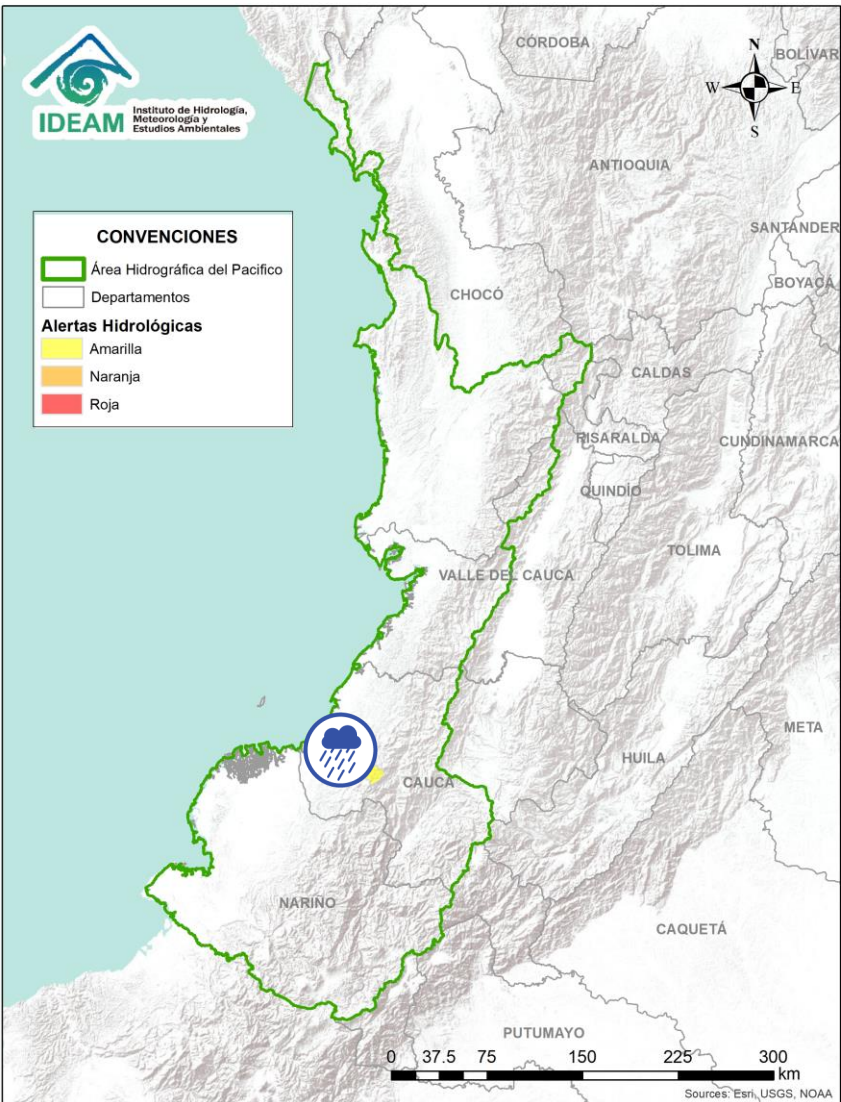 IDEAM
Instituto de Hidrología,
Meteorología y
Estudios Ambientales
N
W
E
S
CONVENCIONES
Área Hidrográfica del Pacifico
Departamentos
Alertas Hidrológicas
Amarilla
Naranja
Roja
CÓRDOBA
BOLÍVAR
ANTIOQUIA
SANTANDER
BOYACÁ
CHOCÓ
CALDAS
RISARALDA
CUNDINAMARCA
QUINDÍO
TOLIMA
VALLE DEL CAUCA
META
HUILA
CAUCA
NARIÑO
CAQUETÁ
PUTUMAYO
0 37.5 75 150 225 300
km
Sources: Esri, USGS, NOAA